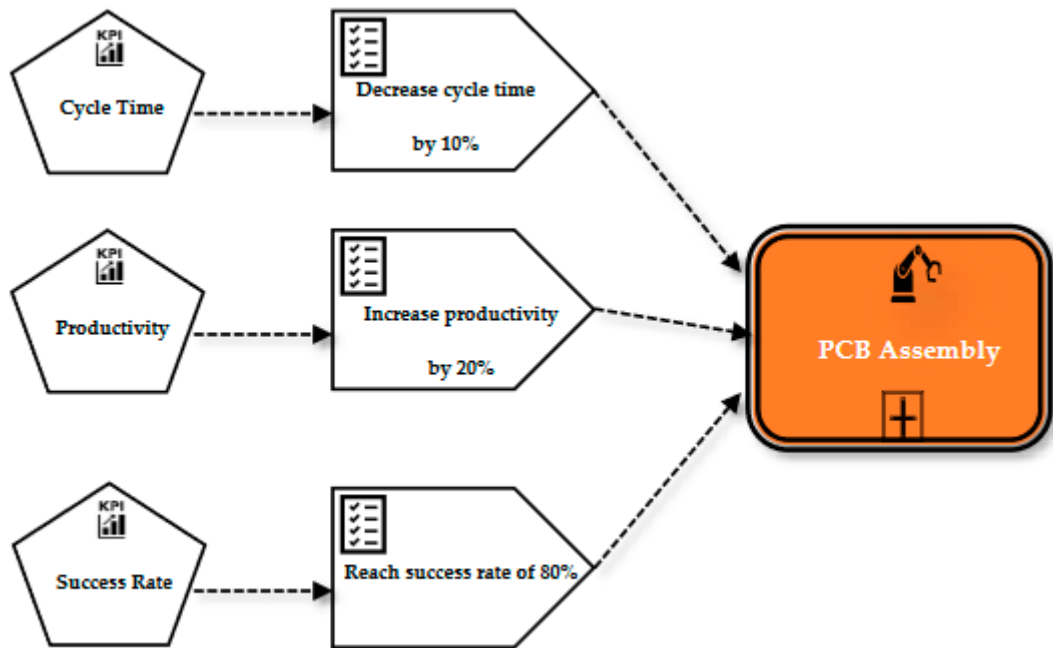 KPI
Cycle Time
Decrease cycle time
by 10%
KPI
Productivity
Increase productivity
by 20%
PCB Assembly
KPI
Success Rate
Reach success rate of 80%